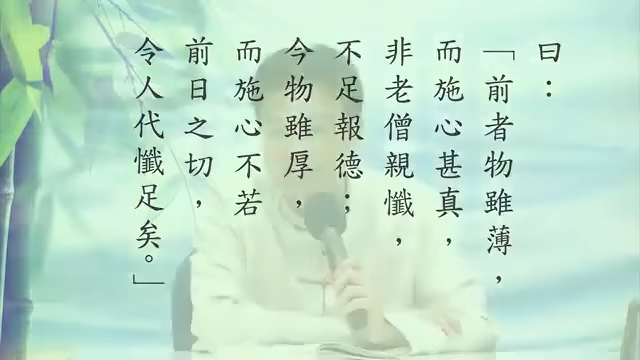 曰：
「前者物雖薄，
而施心甚真，
非老僧親懺，
不足報德；
今物雖厚，
而施心不若
前日之切，
令人代懺足矣。」